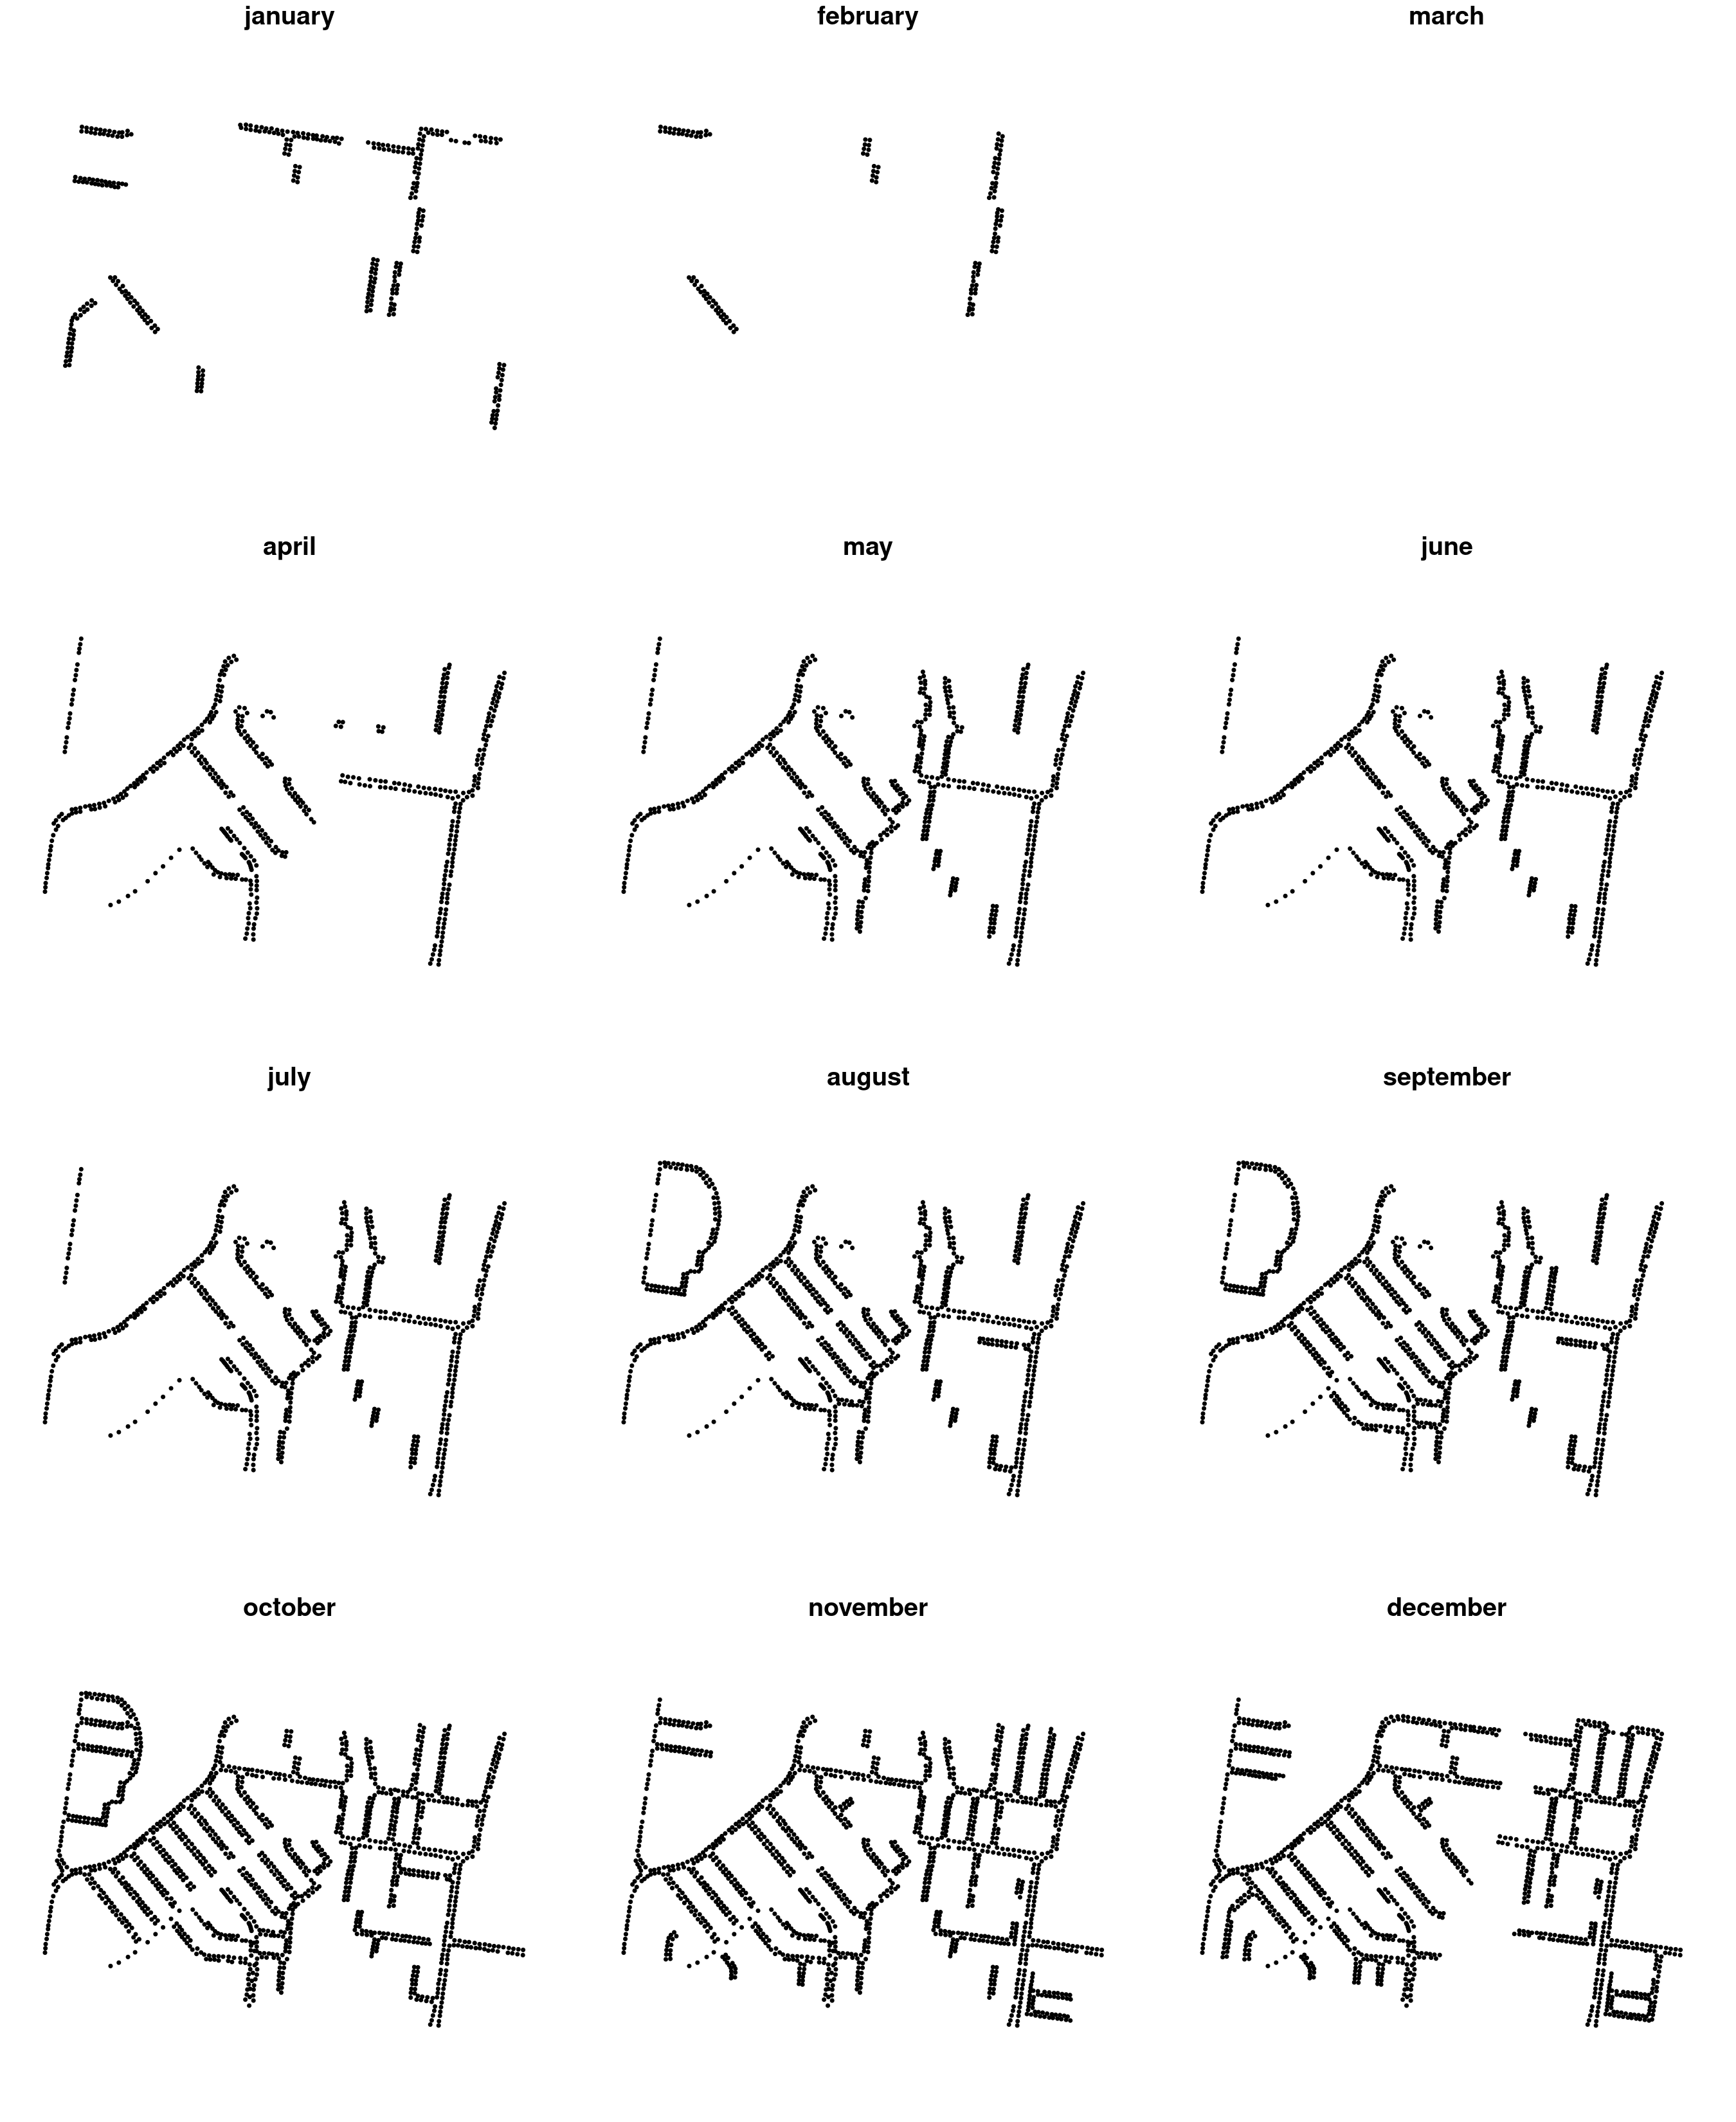 january
february
march
april
may
june
july
august
september
october
november
december